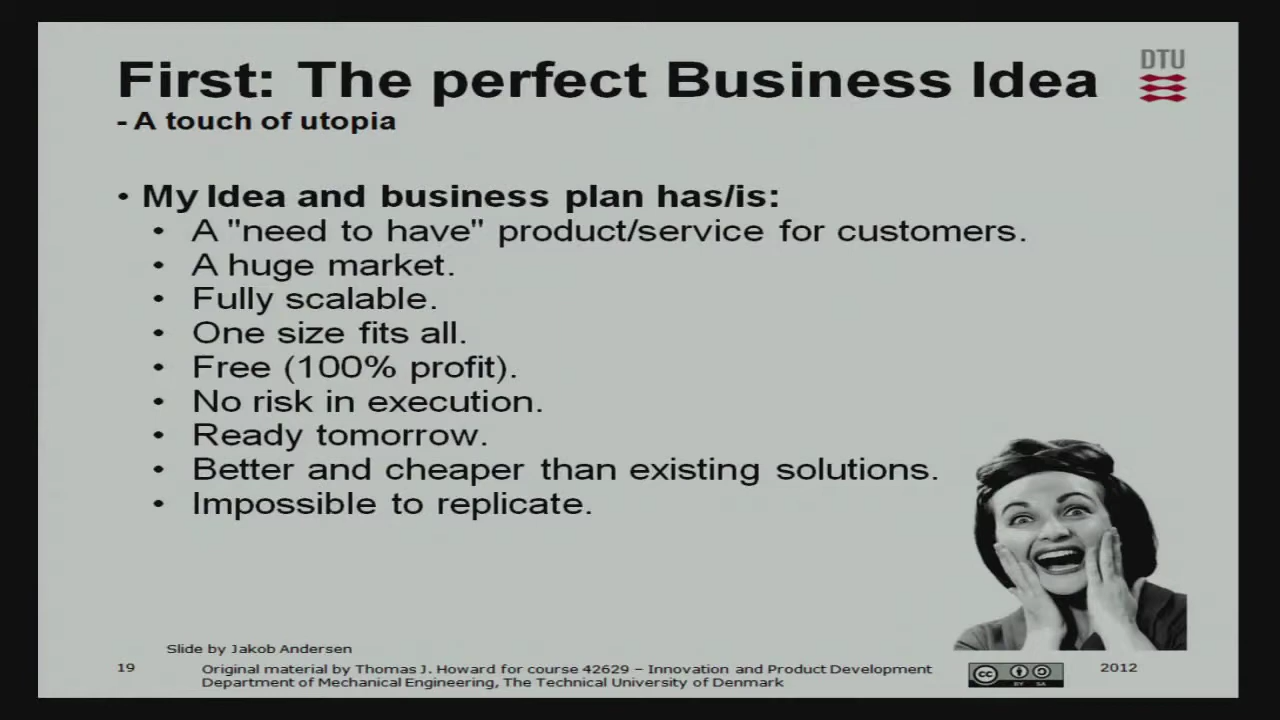 First: The perfect Business Idea
DTU
- A touch of utopia
• My Idea and business plan has/is:
• A "need to have" product/service for customers.
• A huge market.
• Fully scalable.
• One size fits all.
• Free (100% profit).
• No risk in execution.
• Ready tomorrow.
• Better and cheaper than existing solutions.
• Impossible to replicate.
Slide by Jakob Andersen
19
Original material by Thomas J. Howard for course 42629 – Innovation and Product Development
Department of Mechanical Engineering, The Technical University of Denmark
cc
BY SA
2012